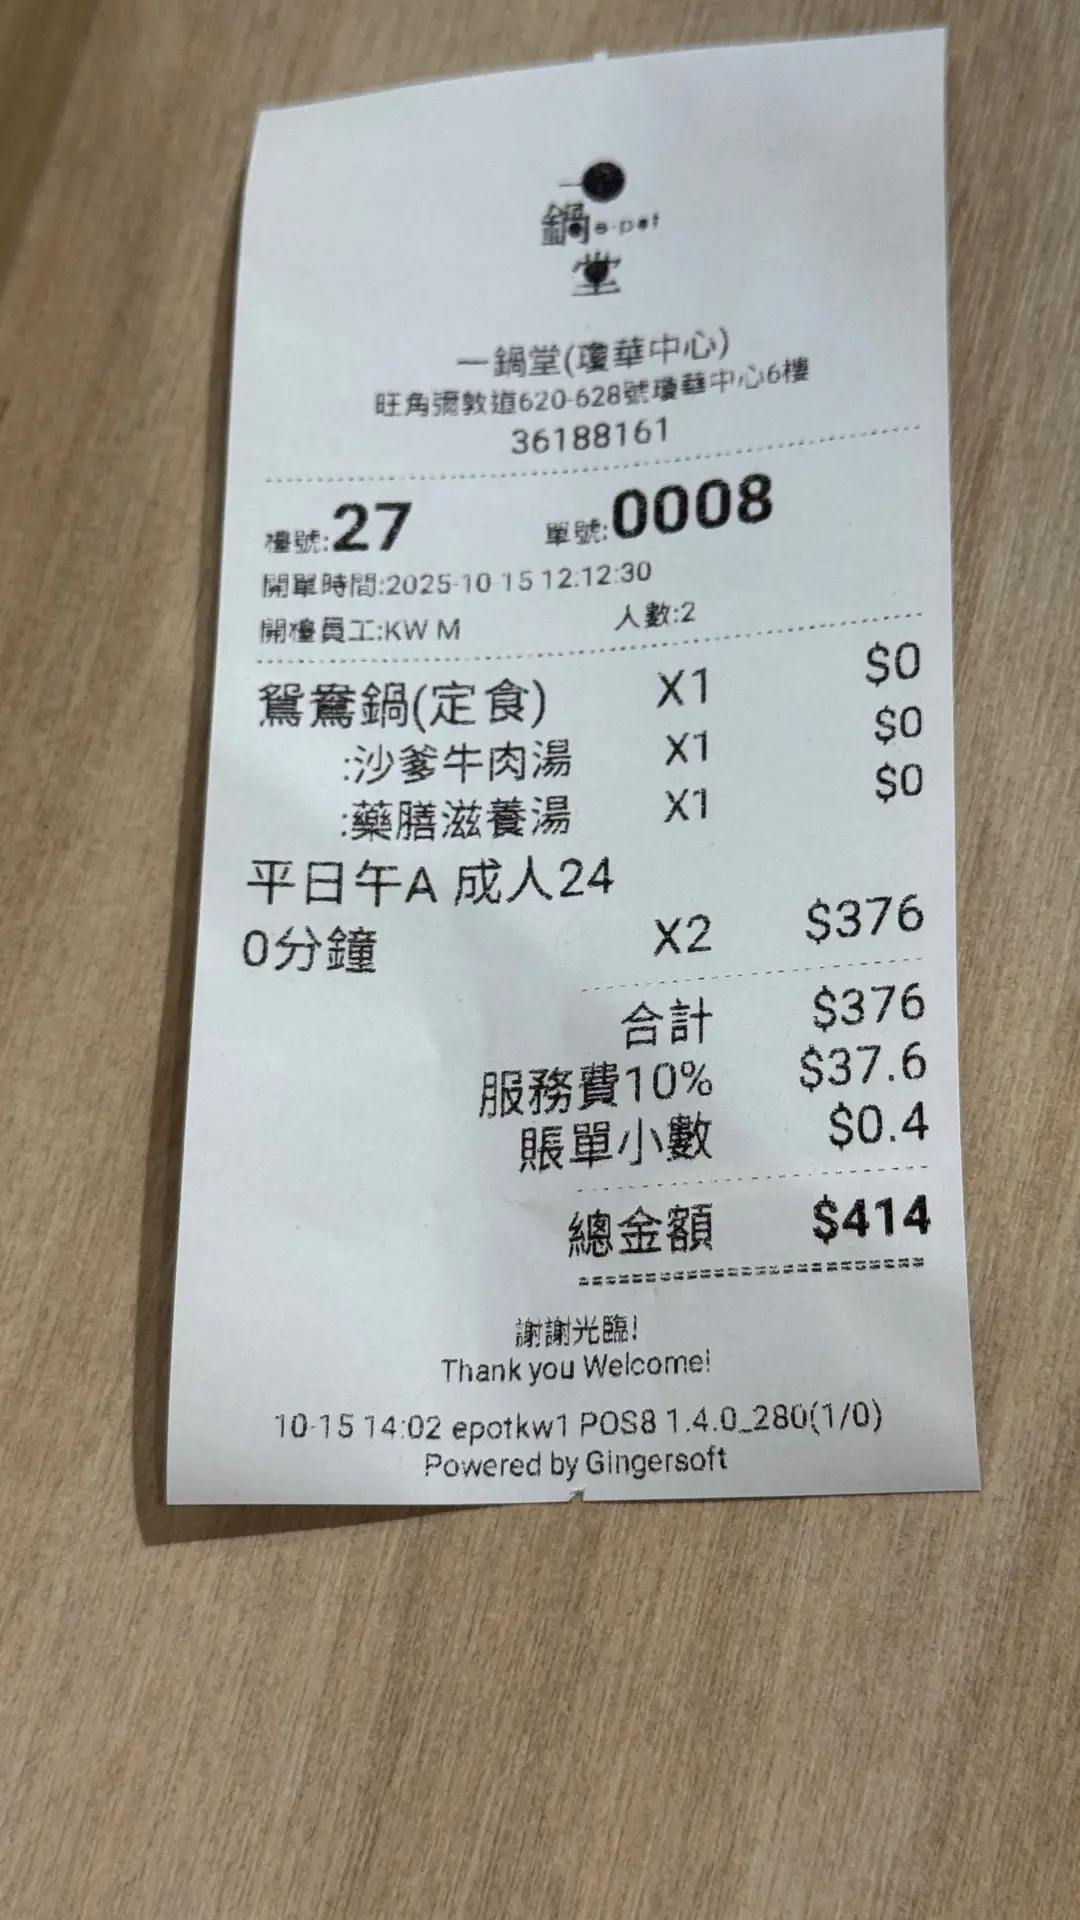 一
鍋 e-pot
堂
一鍋堂(瓊華中心)
旺角彌敦道620-628號瓊華中心6樓
36188161
檯號:27 單號:0008
開單時間:2025-10-15 12:12:30
開檯員工:KW M 人數:2
鴛鴦鍋(定食) X1 $0
:沙爹牛肉湯 X1 $0
:藥膳滋養湯 X1 $0
平日午A 成人24
0分鐘 X2 $376
合計 $376
服務費10% $37.6
賬單小數 $0.4
總金額 $414
謝謝光臨!
Thank you Welcome!
10-15 14:02 epotkw1 POS8 1.4.0_280(1/0)
Powered by Gingersoft